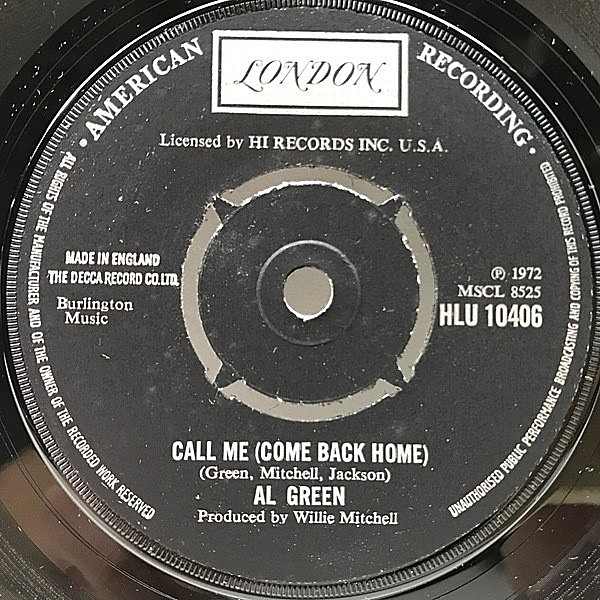 • AMERICAN RECORDING •
LONDON
Licensed by HI RECORDS INC. U.S.A.
MADE IN ENGLAND
THE DECCA RECORD CO. LTD.
Burlington
Music
℗ 1972
MSCL 8525
HLU 10406
CALL ME (COME BACK HOME)
(Green, Mitchell, Jackson)
AL GREEN
Produced by Willie Mitchell
ALL RIGHTS OF THE MANUFACTURER AND OF THE OWNER OF THE RECORDED WORK RESERVED
UNAUTHORISED PUBLIC PERFORMANCE BROADCASTING AND COPYING OF THIS RECORD PROHIBITED